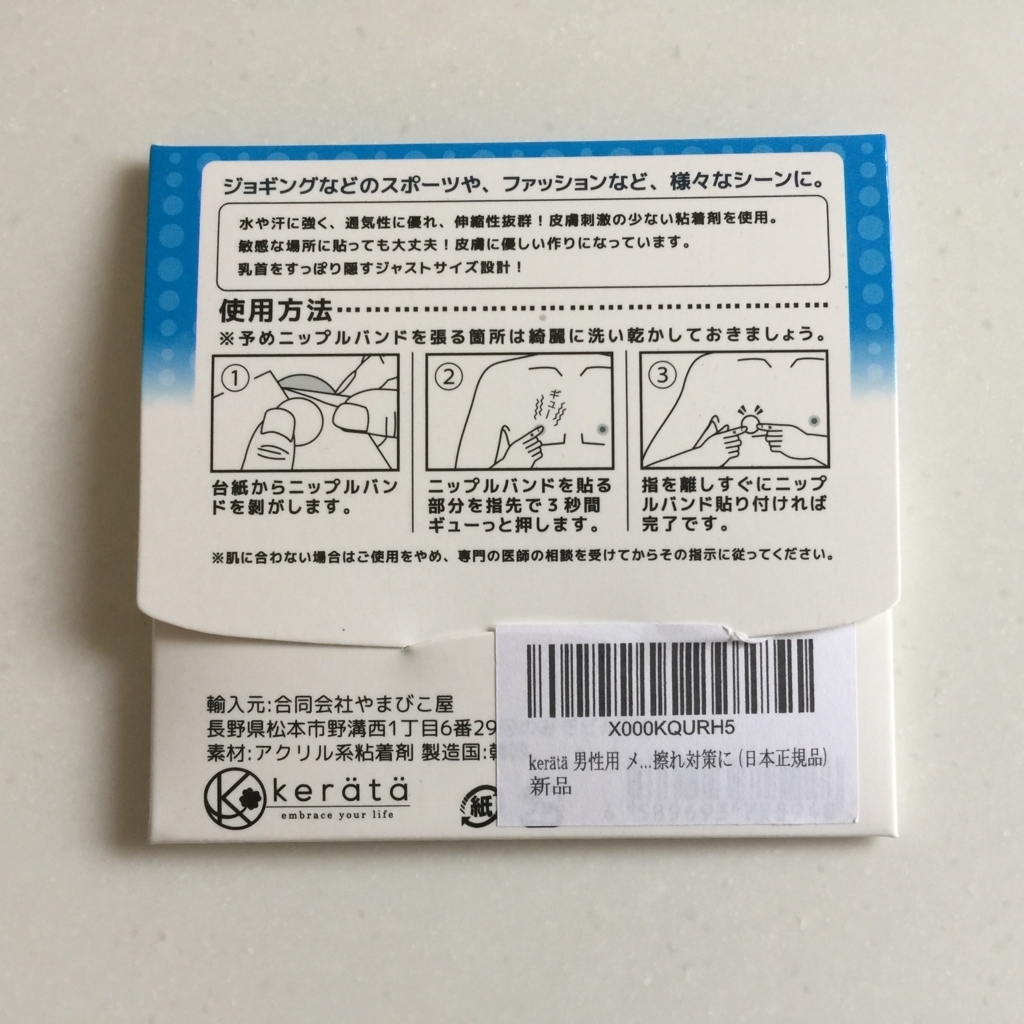 ジョギングなどのスポーツや、ファッションなど、様々なシーンに。
水や汗に強く、通気性に優れ、伸縮性抜群！皮膚刺激の少ない粘着剤を使用。
敏感な場所に貼っても大丈夫！皮膚に優しい作りになっています。
乳首をすっぽり隠すジャストサイズ設計！
使用方法
※予めニップルバンドを張る箇所は綺麗に洗い乾かしておきましょう。
①
台紙からニップルバン
ドを剝がします。
②
ギュー
ニップルバンドを貼る
部分を指先で３秒間
ギューっと押します。
③
指を離しすぐにニップ
ルバンド貼り付ければ
完了です。
※肌に合わない場合はご使用をやめ、専門の医師の相談を受けてからその指示に従ってください。
輸入元:合同会社やまびこ屋
長野県松本市野溝西1丁目6番29
素材:アクリル系粘着剤 製造国:
kerätä
embrace your life
紙
X000KQURH5
kerätä 男性用 メ...擦れ対策に (日本正規品)
新品